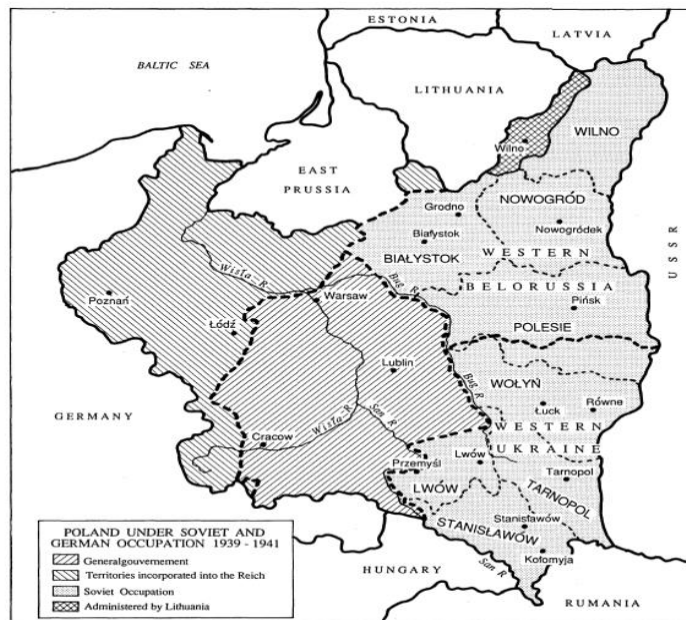 ESTONIA
LATVIA
BALTIC SEA
LITHUANIA
WILNO
Wilno
EAST
PRUSSIA
NOWOGRÓD
Grodno
Nowogródek
Białystok
WESTERN
BIAŁYSTOK
USSR
Wisła R
Bug R
BELORUSSIA
Poznań
Warsaw
Pińsk
Łódź
POLESIE
Lublin
Bug R
WOŁYŃ
Łuck
Równe
GERMANY
Wisła R
San R
WESTERN
Cracow
UKRAINE
Przemyśl
Lwów
Tarnopol
LWÓW
TARNOPOL
Stanisławów
STANISŁAWÓW
Kołomyja
HUNGARY
San R
RUMANIA
POLAND UNDER SOVIET AND
GERMAN OCCUPATION 1939 - 1941
Generalgouvernement
Territories incorporated into the Reich
Soviet Occupation
Administered by Lithuania